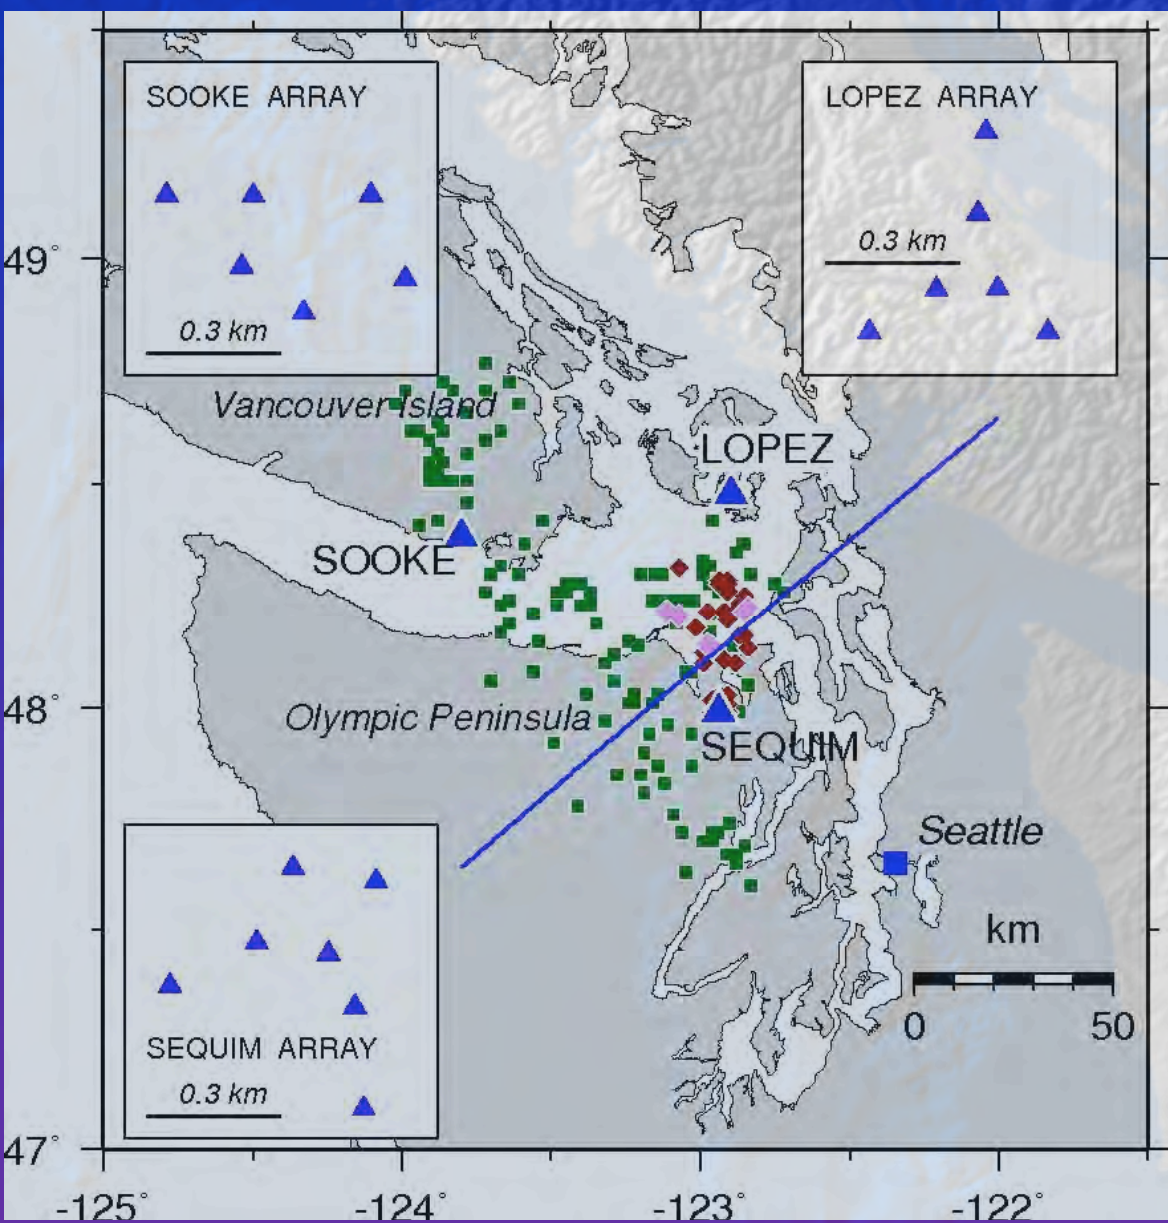 SOOKE ARRAY
0.3 km
LOPEZ ARRAY
0.3 km
49°
Vancouver Island
LOPEZ
SOOKE
48°
Olympic Peninsula
SEQUIM
Seattle
km
0 50
SEQUIM ARRAY
0.3 km
47°
-125° -124° -123° -122°